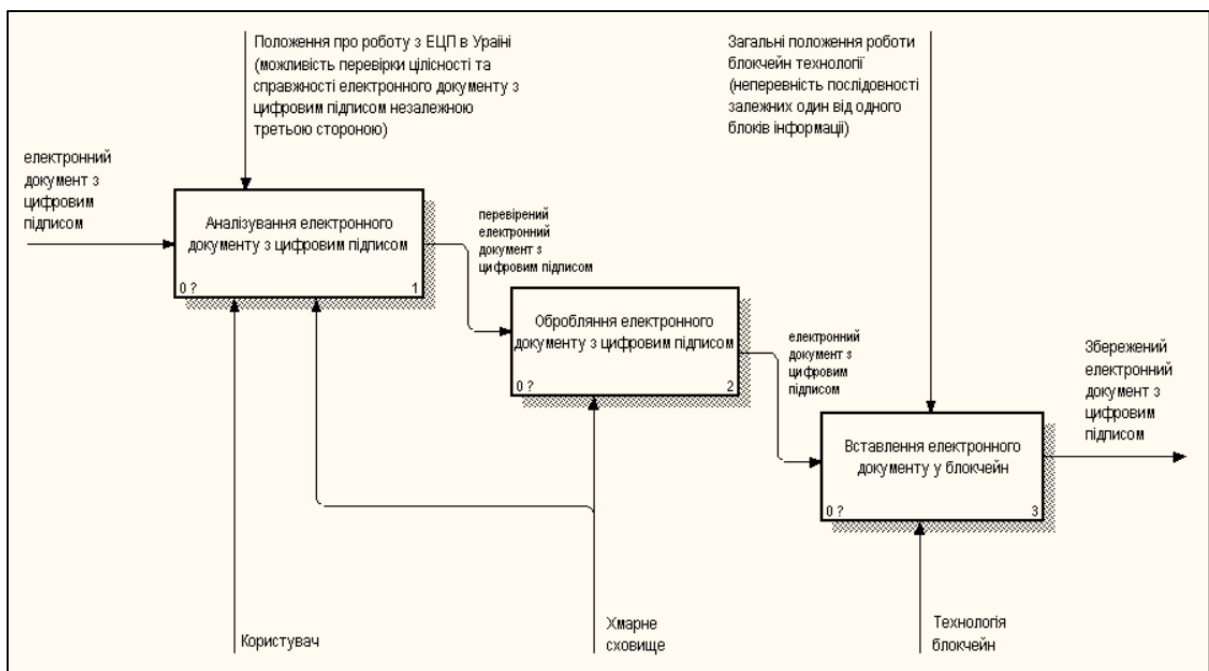 Положення про роботу з ЕЦП в Ураїні
(можливість перевірки цілісності та
справжності електронного документу з
цифровим підписом незалежною
третьою стороною)
Загальні положення роботи
блокчейн технології
(неперевність послідовності
залежних один від одного
блоків інформації)
електронний
документ з
цифровим
підписом
Аналізування електронного
документу з цифровим підписом
0 ?
1
перевірений
електронний
документ з
цифровим підписом
Обробляння електронного
документу з цифровим підписом
0 ?
2
електронний
документ з
цифровим
підписом
Вставлення електронного
документу у блокчейн
0 ?
3
Збережений
електронний
документ з
цифровим
підписом
Користувач
Хмарне
сховище
Технологія
блокчейн